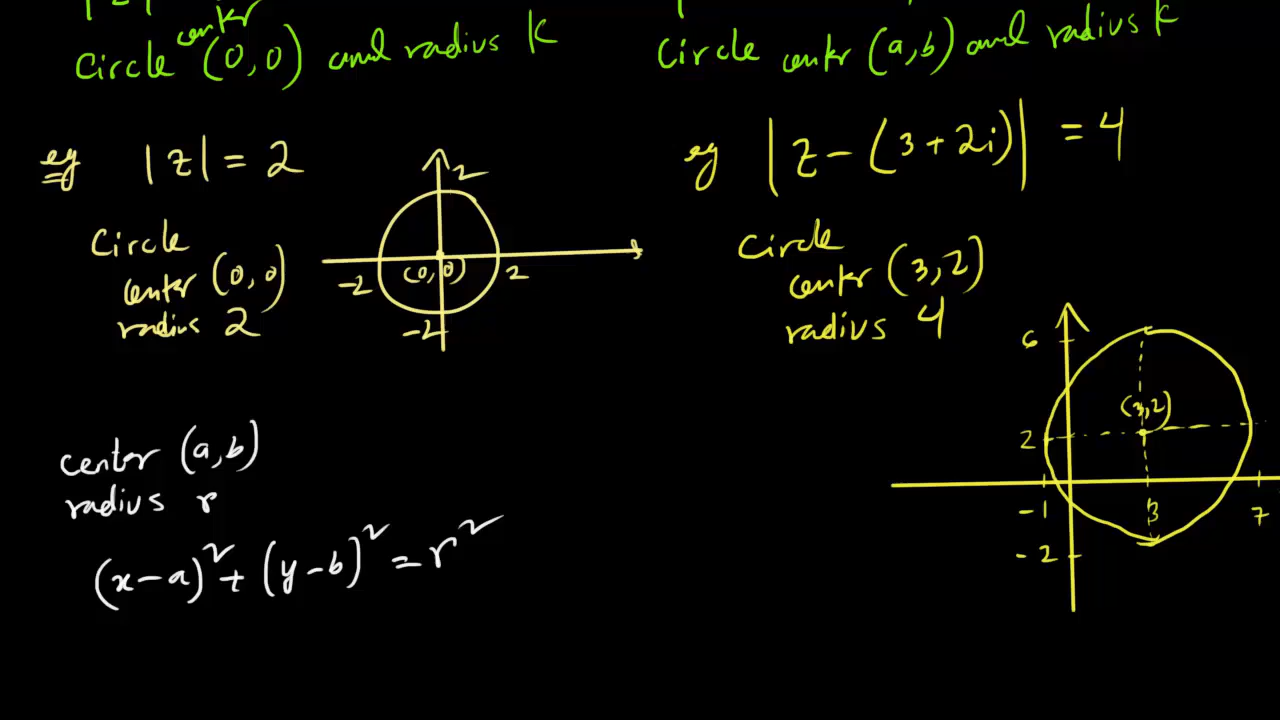 center
Circle (0,0) and radius K
eg |z| = 2
Circle
center (0,0)
radius 2
2
-2
(0,0)
2
-2
center (a,b)
radius r
(x-a)²+(y-b)²=r²
Circle center (a,b) and radius K
eg |z-(3+2i)| = 4
Circle
center (3,2)
radius 4
6
(3,2)
2
-1
3
7
-2